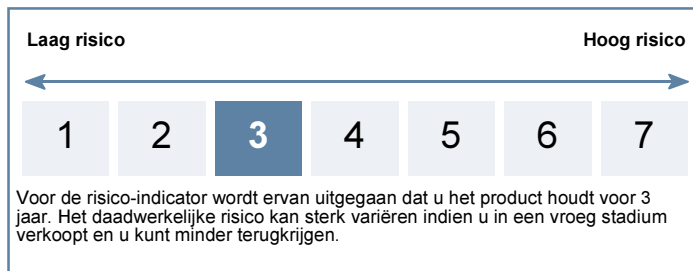 Laag risico Hoog risico
1 2 3 4 5 6 7
Voor de risico-indicator wordt ervan uitgegaan dat u het product houdt voor 3
jaar. Het daadwerkelijke risico kan sterk variëren indien u in een vroeg stadium
verkoopt en u kunt minder terugkrijgen.